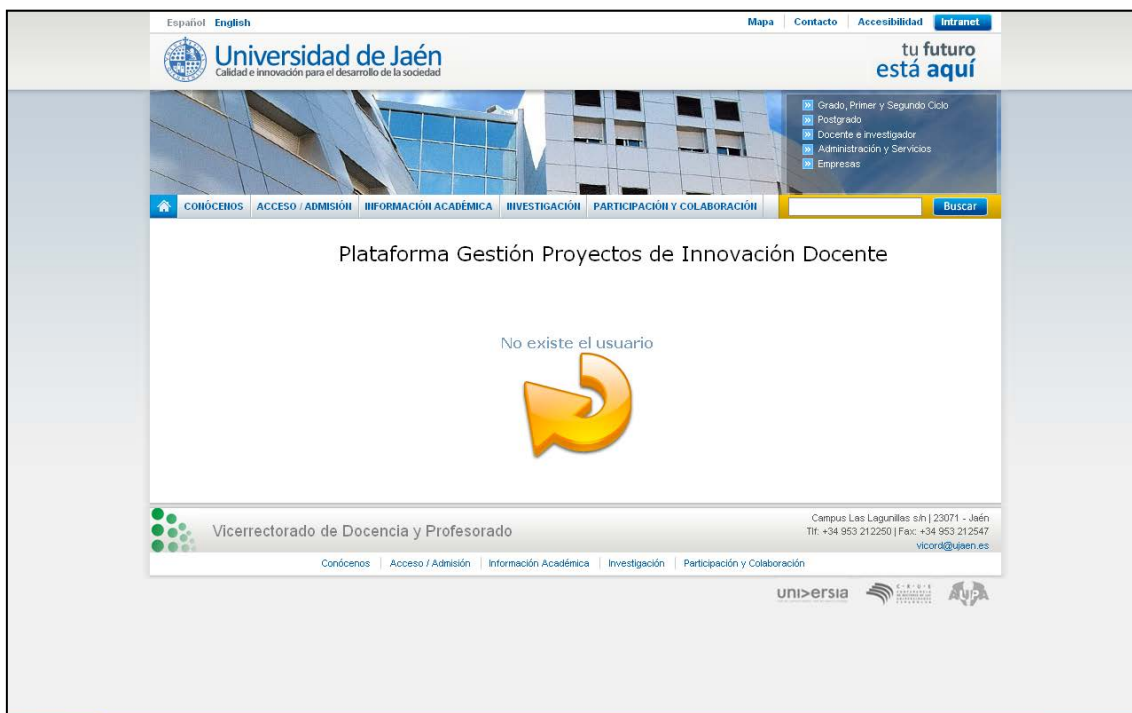 Español English
Mapa Contacto Accesibilidad Intranet
Universidad de Jaén
Calidad e innovación para el desarrollo de la sociedad
tu futuro
está aquí
Grado, Primer y Segundo Ciclo
Postgrado
Docente e investigador
Administración y Servicios
Empresas
CONÓCENOS ACCESO / ADMISIÓN INFORMACIÓN ACADÉMICA INVESTIGACIÓN PARTICIPACIÓN Y COLABORACIÓN Buscar
Plataforma Gestión Proyectos de Innovación Docente
No existe el usuario
Vicerrectorado de Docencia y Profesorado
Campus Las Lagunillas s/n | 23071 - Jaén
Tlf: +34 953 212250 | Fax: +34 953 212547
vicord@ujaen.es
Conócenos Acceso / Admisión Información Académica Investigación Participación y Colaboración
uni>ersia
AUPA